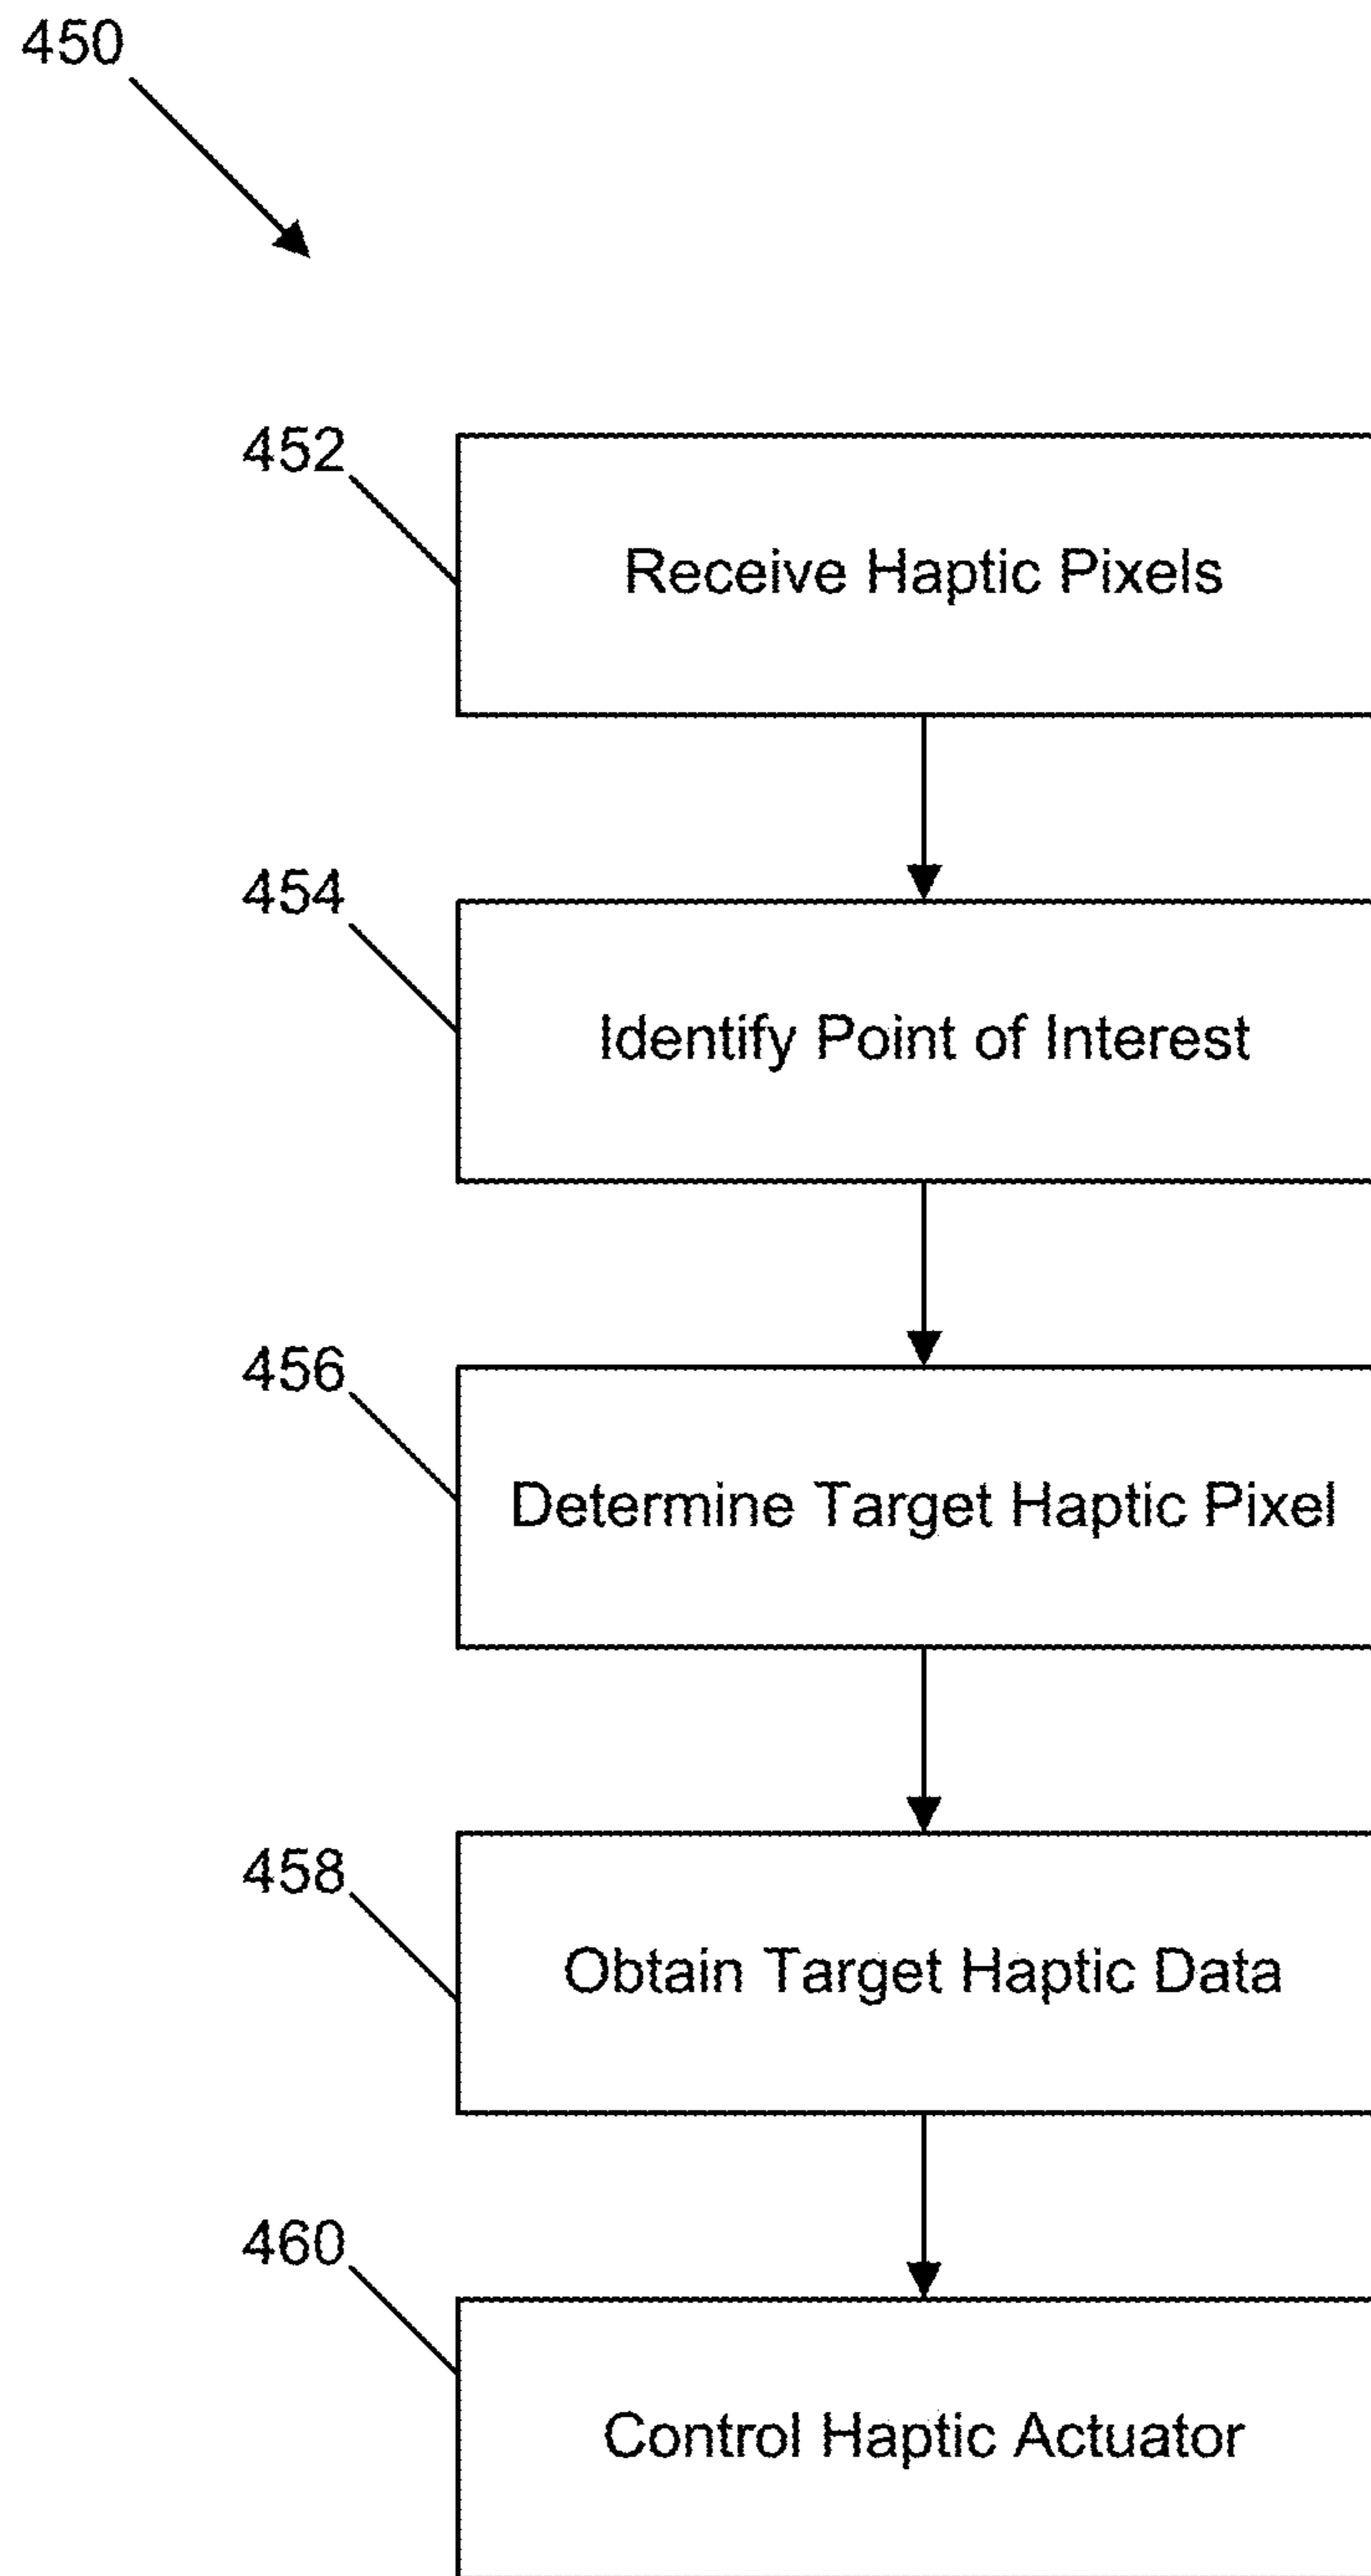 450
452
Receive Haptic Pixels
454
Identify Point of Interest
456
Determine Target Haptic Pixel
458
Obtain Target Haptic Data
460
Control Haptic Actuator